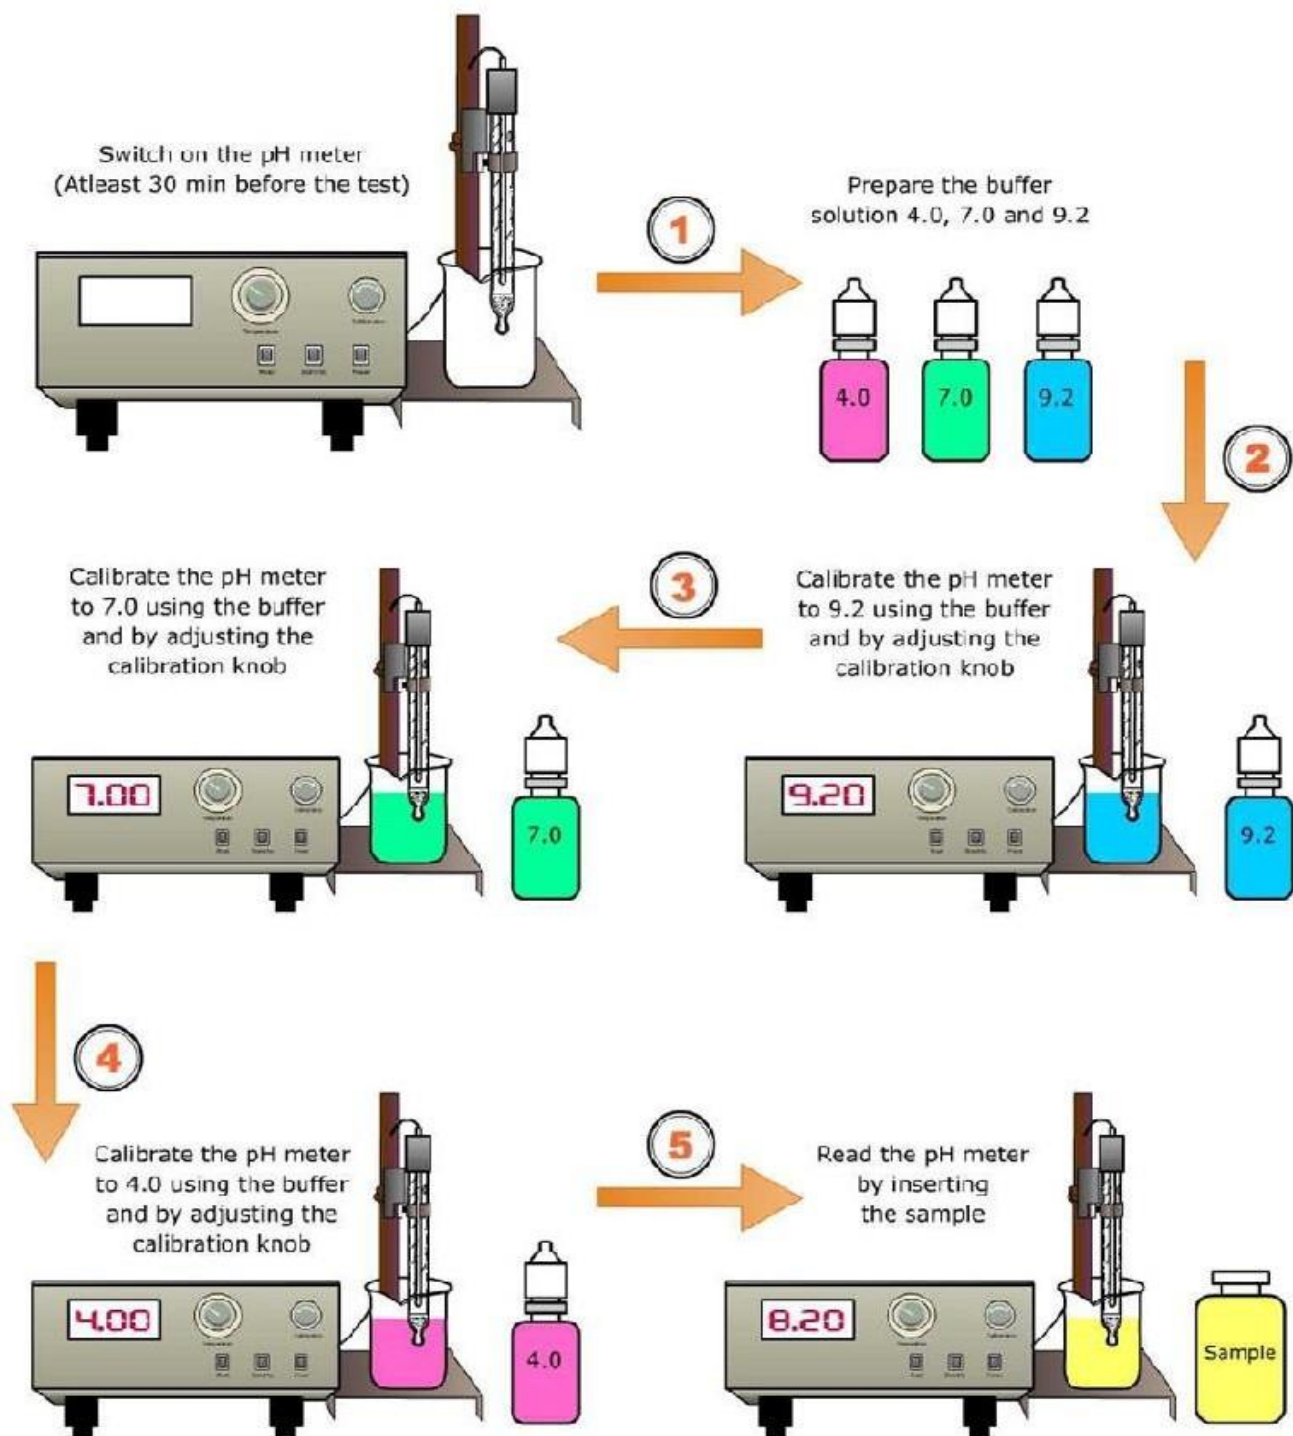 Switch on the pH meter
(Atleast 30 min before the test)
1
Prepare the buffer
solution 4.0, 7.0 and 9.2
4.0
7.0
9.2
2
Calibrate the pH meter
to 9.2 using the buffer
and by adjusting the
calibration knob
9.20
9.2
3
Calibrate the pH meter
to 7.0 using the buffer
and by adjusting the
calibration knob
7.00
7.0
4
Calibrate the pH meter
to 4.0 using the buffer
and by adjusting the
calibration knob
4.00
4.0
5
Read the pH meter
by inserting
the sample
8.20
Sample